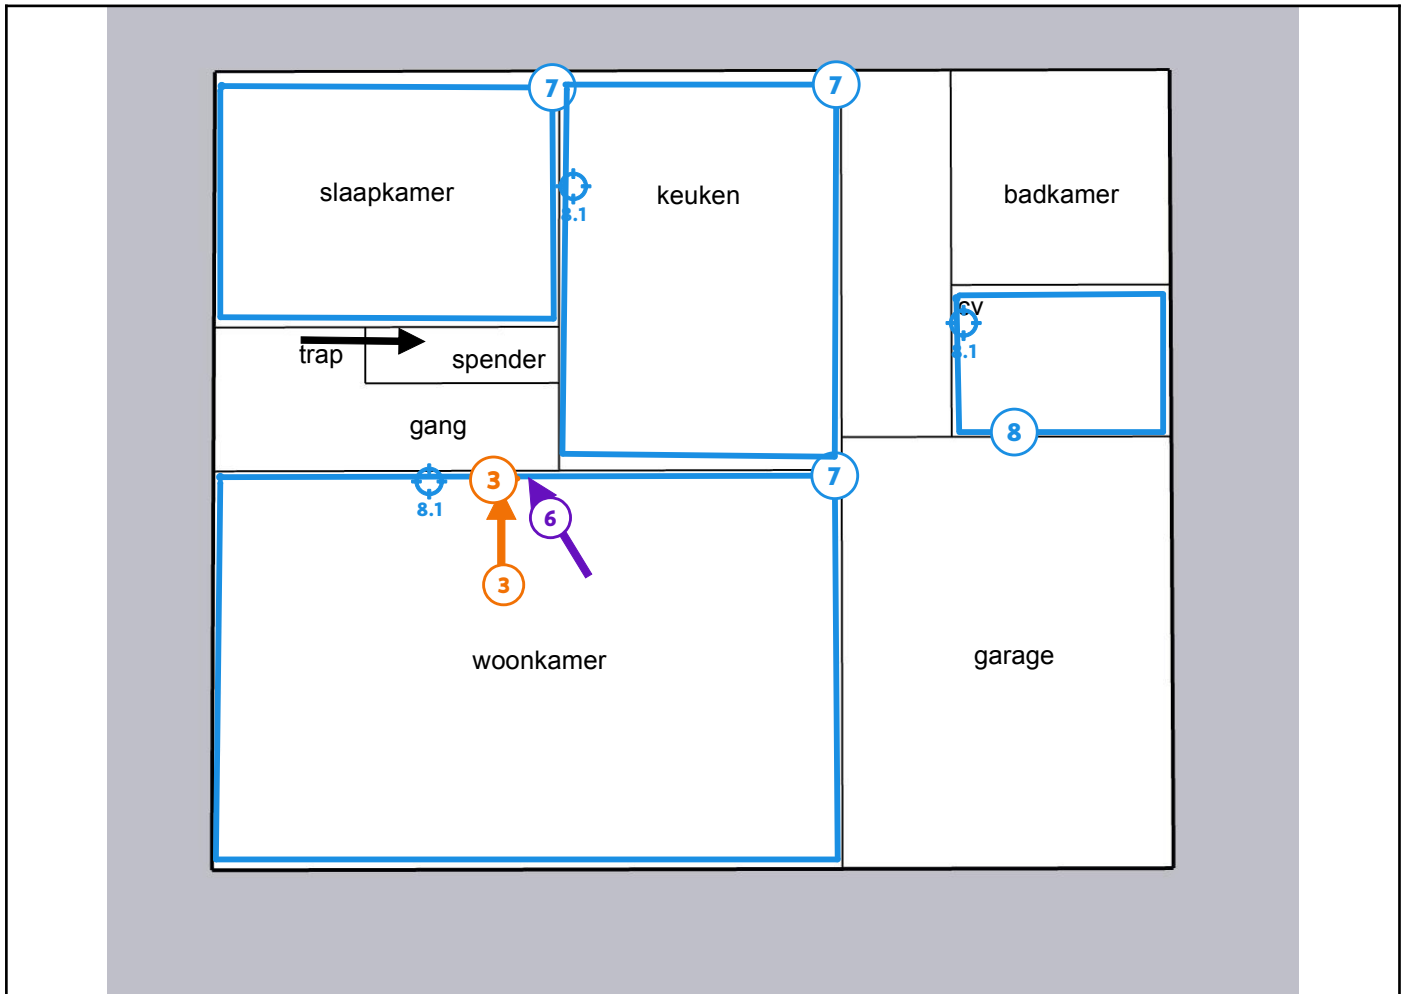 7
7
slaapkamer
keuken
badkamer
8.1
cv
8.1
trap
spender
gang
8
3
7
8.1
6
3
woonkamer
garage